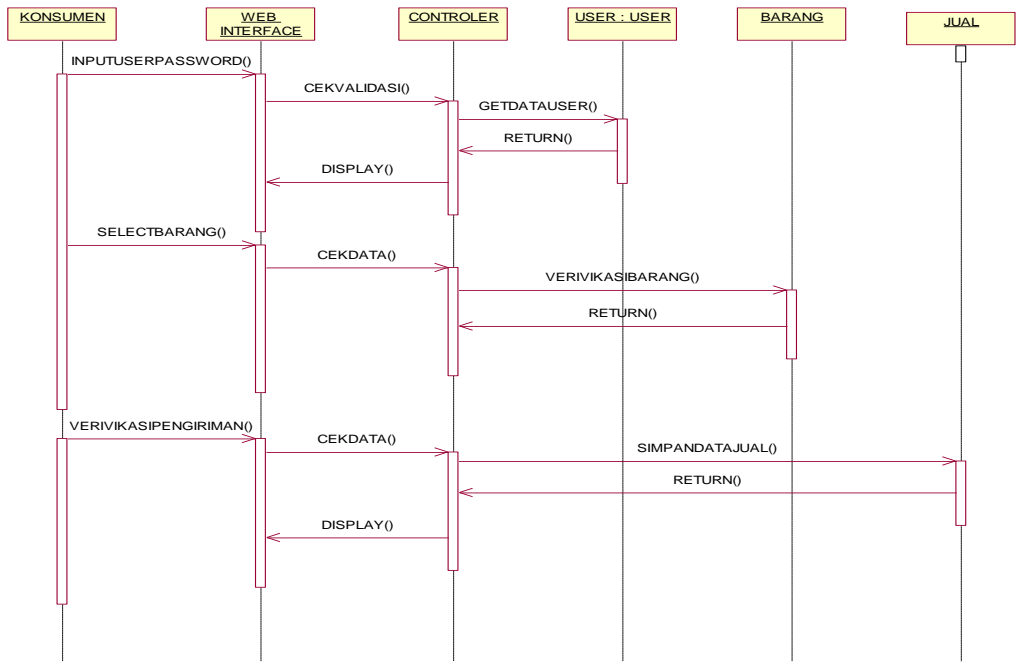 KONSUMEN
WEB
INTERFACE
CONTROLER
USER : USER
BARANG
JUAL
INPUTUSERPASSWORD()
CEKVALIDASI()
GETDATAUSER()
RETURN()
DISPLAY()
SELECTBARANG()
CEKDATA()
VERIVIKASIBARANG()
RETURN()
VERIVIKASIPENGIRIMAN()
CEKDATA()
SIMPANDATAJUAL()
RETURN()
DISPLAY()